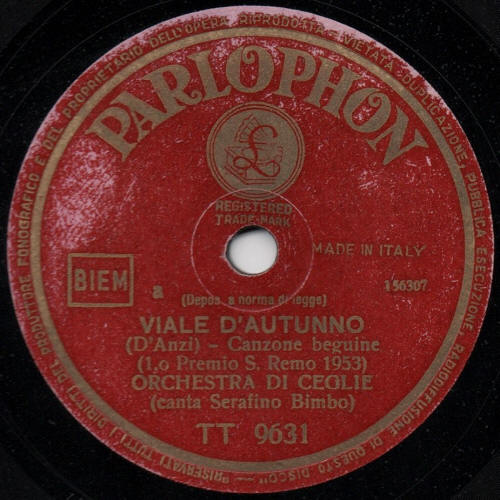 RISERVATI TUTTI I DIRITTI DEL PRODUTTORE FONOGRAFICO E DEL PROPRIETARIO DELL'OPERA RIPRODOTTA - VIETATA PUBBLICAZIONE PUBBLICA ESECUZIONE RADIODIFFUSIONE DI QUESTO DISCO
PARLOPHON
£
REGISTERED
TRADE-MARK
MADE IN ITALY
BIEM
a
156307
(Depos. a norma di legge)
VIALE D'AUTUNNO
(D'Anzi) - Canzone beguine
(1,o Premio S. Remo 1953)
ORCHESTRA DI CEGLIE
(canta Serafino Bimbo)
TT 9631